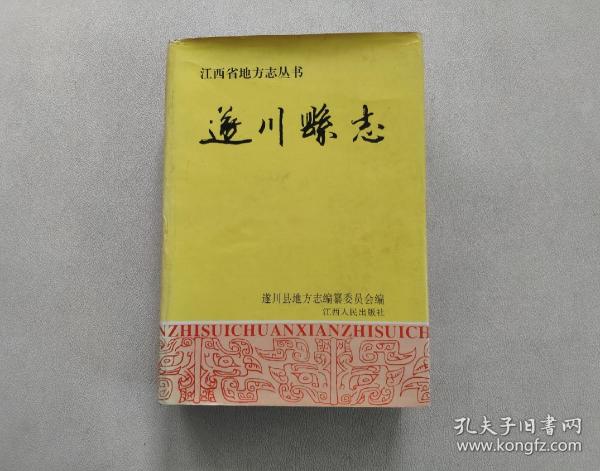 江西省地方志丛书
遂川縣志
遂川县地方志编纂委员会编
江西人民出版社
NZHISUICHUANXIANZHISUICH
孔夫子旧书网
www.kongfz.com